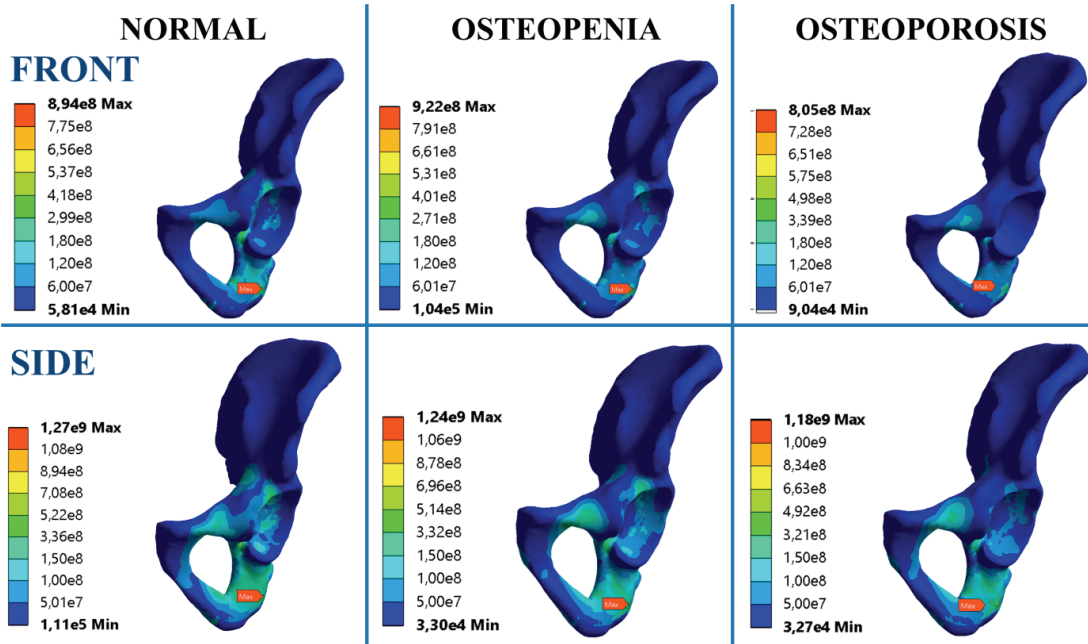 NORMAL
OSTEOPENIA
OSTEOPOROSIS
FRONT
8,94e8 Max
7,75e8
6,56e8
5,37e8
4,18e8
2,99e8
1,80e8
1,20e8
6,00e7
5,81e4 Min
Max
9,22e8 Max
7,91e8
6,61e8
5,31e8
4,01e8
2,71e8
1,80e8
1,20e8
6,01e7
1,04e5 Min
Max
8,05e8 Max
7,28e8
6,51e8
5,75e8
4,98e8
3,39e8
1,80e8
1,20e8
6,01e7
9,04e4 Min
Max
SIDE
1,27e9 Max
1,08e9
8,94e8
7,08e8
5,22e8
3,36e8
1,50e8
1,00e8
5,01e7
1,11e5 Min
Max
1,24e9 Max
1,06e9
8,78e8
6,96e8
5,14e8
3,32e8
1,50e8
1,00e8
5,00e7
3,30e4 Min
Max
1,18e9 Max
1,00e9
8,34e8
6,63e8
4,92e8
3,21e8
1,50e8
1,00e8
5,00e7
3,27e4 Min
Max